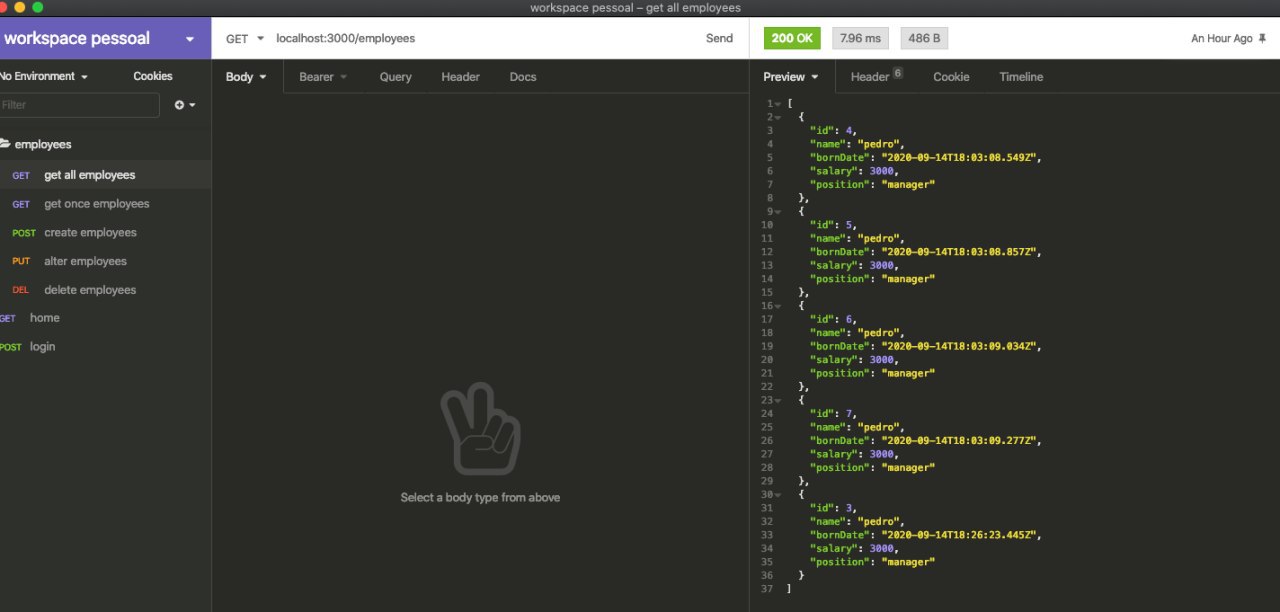 workspace pessoal – get all employees
workspace pessoal
GET localhost:3000/employees Send
200 OK 7.96 ms 486 B An Hour Ago
No Environment Cookies
Body Bearer Query Header Docs
Preview Header 6 Cookie Timeline
Filter
employees
GET get all employees
GET get once employees
POST create employees
PUT alter employees
DEL delete employees
GET home
POST login
Select a body type from above
1 [
2 {
3 "id": 4,
4 "name": "pedro",
5 "bornDate": "2020-09-14T18:03:08.549Z",
6 "salary": 3000,
7 "position": "manager"
8 },
9 {
10 "id": 5,
11 "name": "pedro",
12 "bornDate": "2020-09-14T18:03:08.857Z",
13 "salary": 3000,
14 "position": "manager"
15 },
16 {
17 "id": 6,
18 "name": "pedro",
19 "bornDate": "2020-09-14T18:03:09.034Z",
20 "salary": 3000,
21 "position": "manager"
22 },
23 {
24 "id": 7,
25 "name": "pedro",
26 "bornDate": "2020-09-14T18:03:09.277Z",
27 "salary": 3000,
28 "position": "manager"
29 },
30 {
31 "id": 3,
32 "name": "pedro",
33 "bornDate": "2020-09-14T18:26:23.445Z",
34 "salary": 3000,
35 "position": "manager"
36 }
37 ]